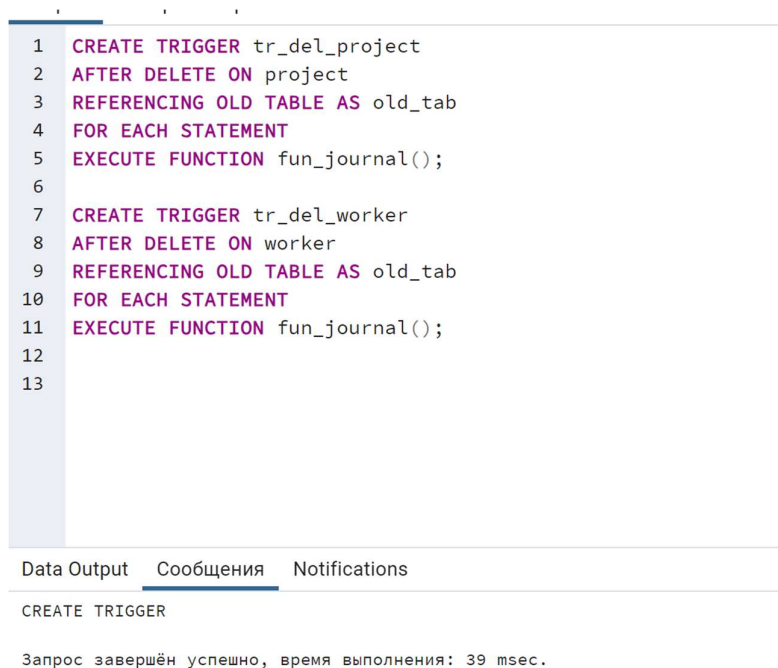 1 CREATE TRIGGER tr_del_project
2 AFTER DELETE ON project
3 REFERENCING OLD TABLE AS old_tab
4 FOR EACH STATEMENT
5 EXECUTE FUNCTION fun_journal();
6
7 CREATE TRIGGER tr_del_worker
8 AFTER DELETE ON worker
9 REFERENCING OLD TABLE AS old_tab
10 FOR EACH STATEMENT
11 EXECUTE FUNCTION fun_journal();
12
13
Data Output Сообщения Notifications
CREATE TRIGGER
Запрос завершён успешно, время выполнения: 39 msec.